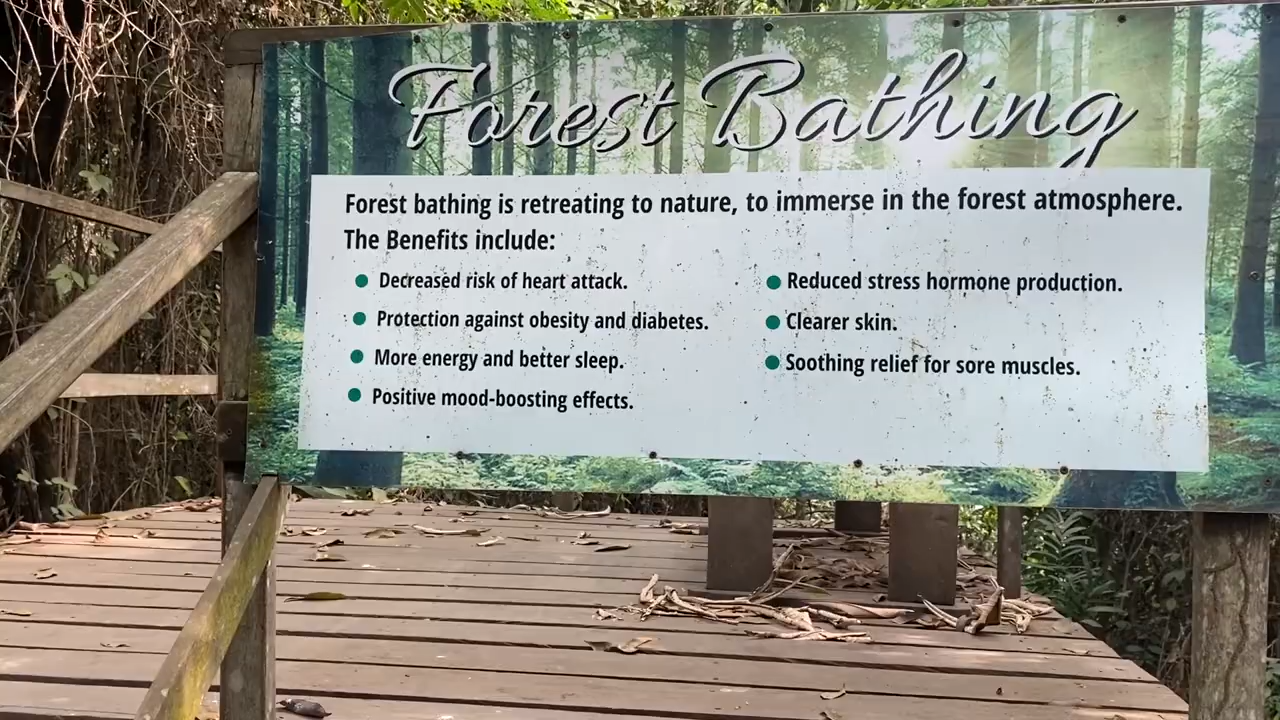 Forest Bathing
Forest bathing is retreating to nature, to immerse in the forest atmosphere.
The Benefits include:
Decreased risk of heart attack.
Protection against obesity and diabetes.
More energy and better sleep.
Positive mood-boosting effects.
Reduced stress hormone production.
Clearer skin.
Soothing relief for sore muscles.